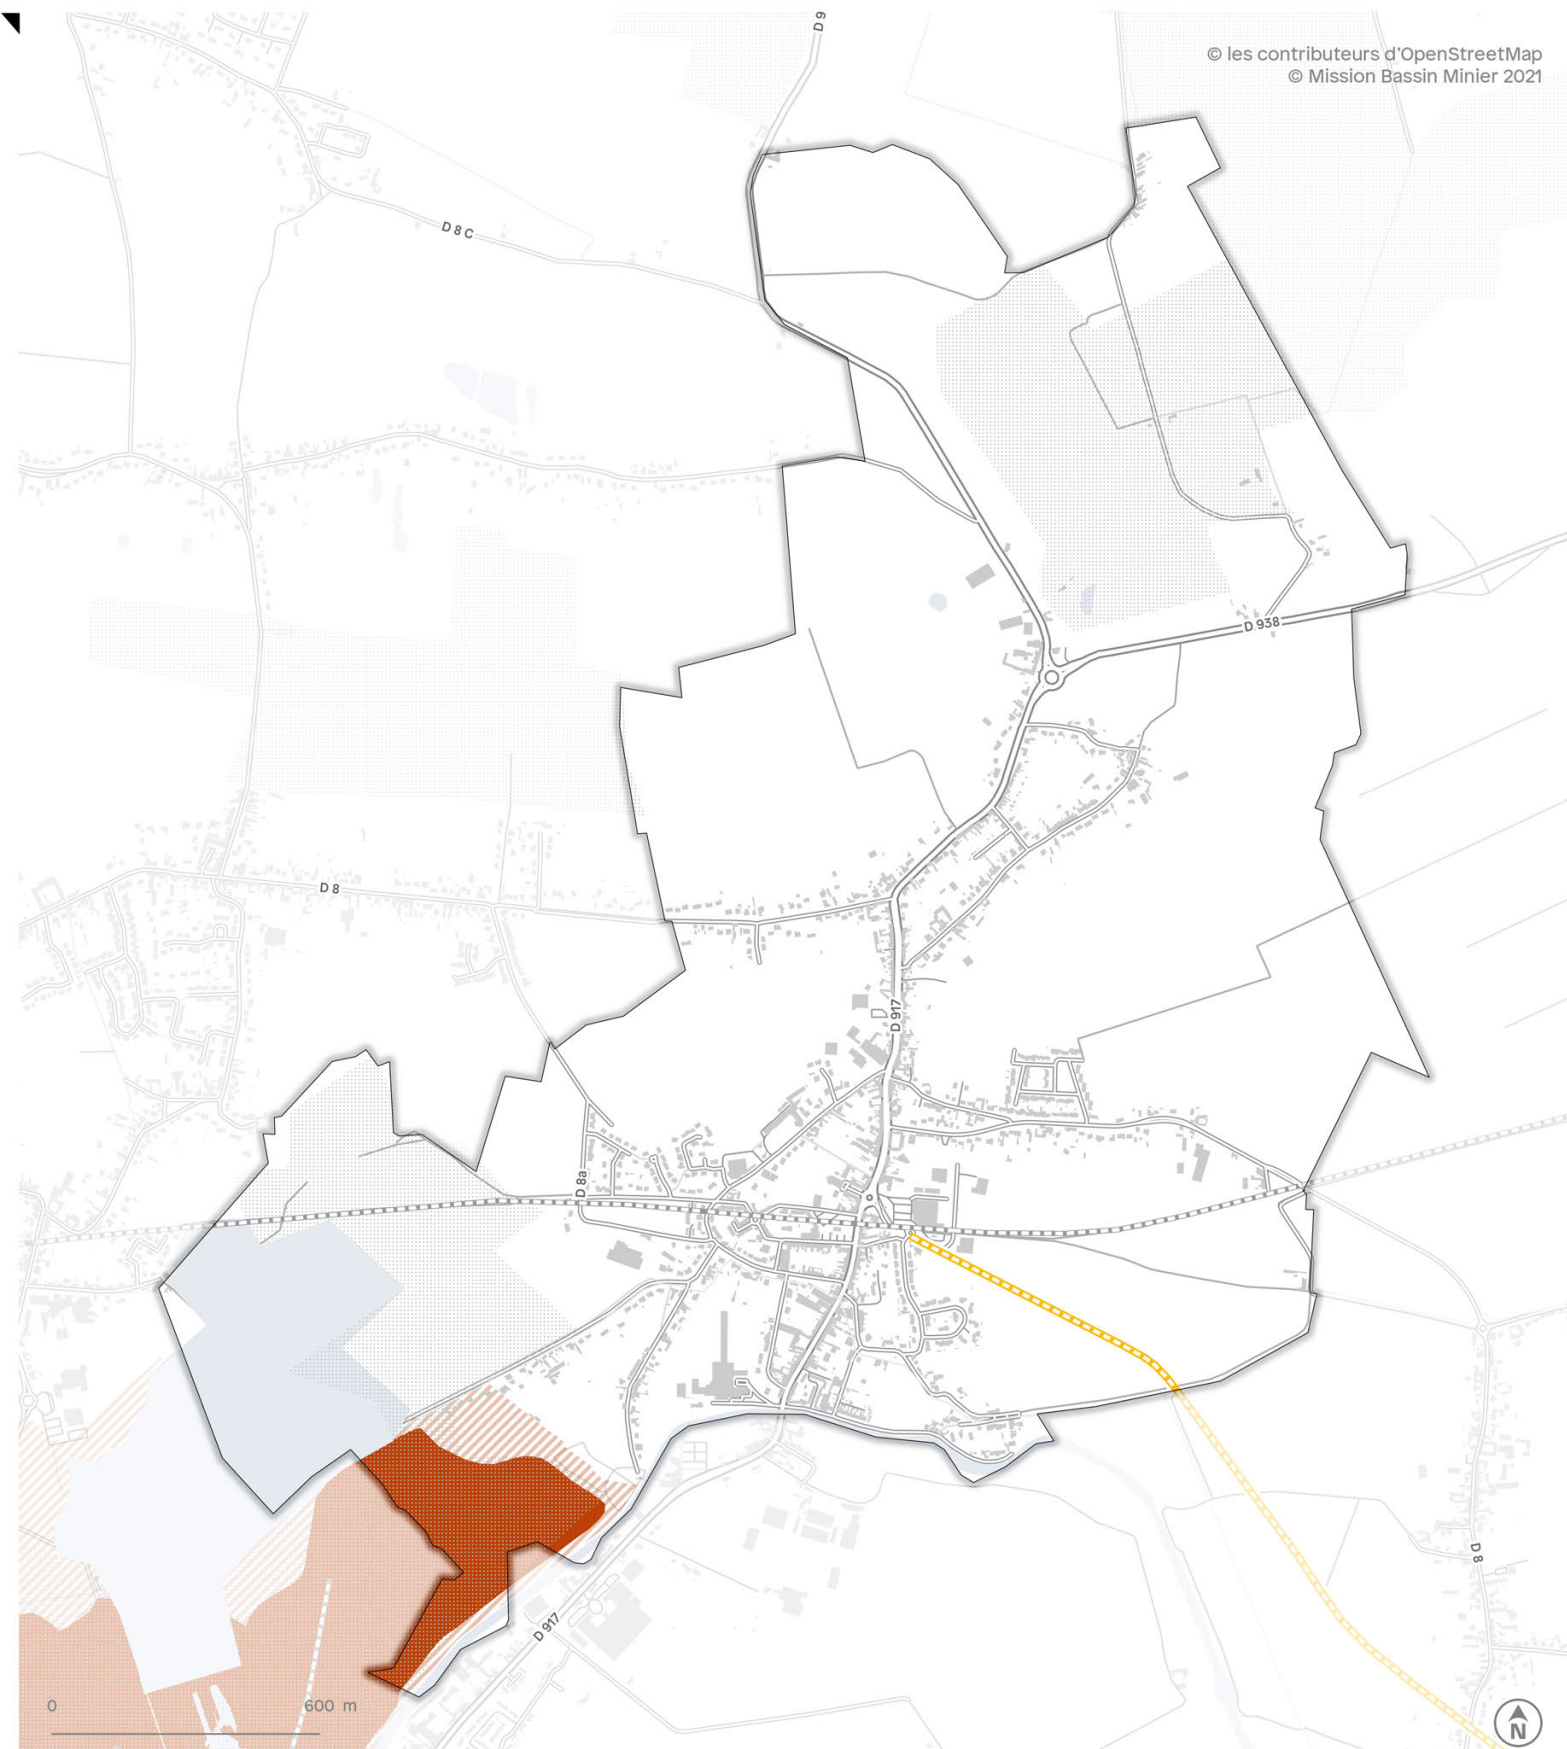 D 9
© les contributeurs d'OpenStreetMap
© Mission Bassin Minier 2021
D 8 C
D 938
D 8
D 917
D 8a
D 8
D 917
0 600 m
N